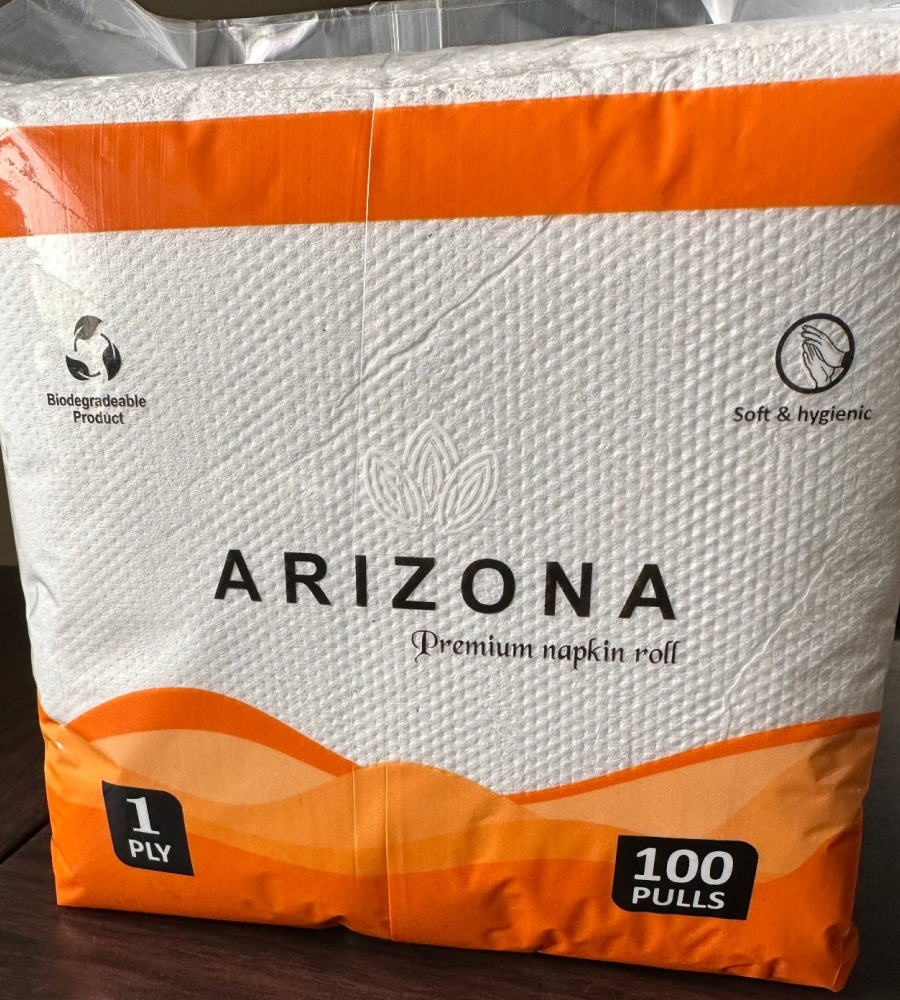 Biodegradeable
Product
Soft & hygienic
ARIZONA
Premium napkin roll
1
PLY
100
PULLS